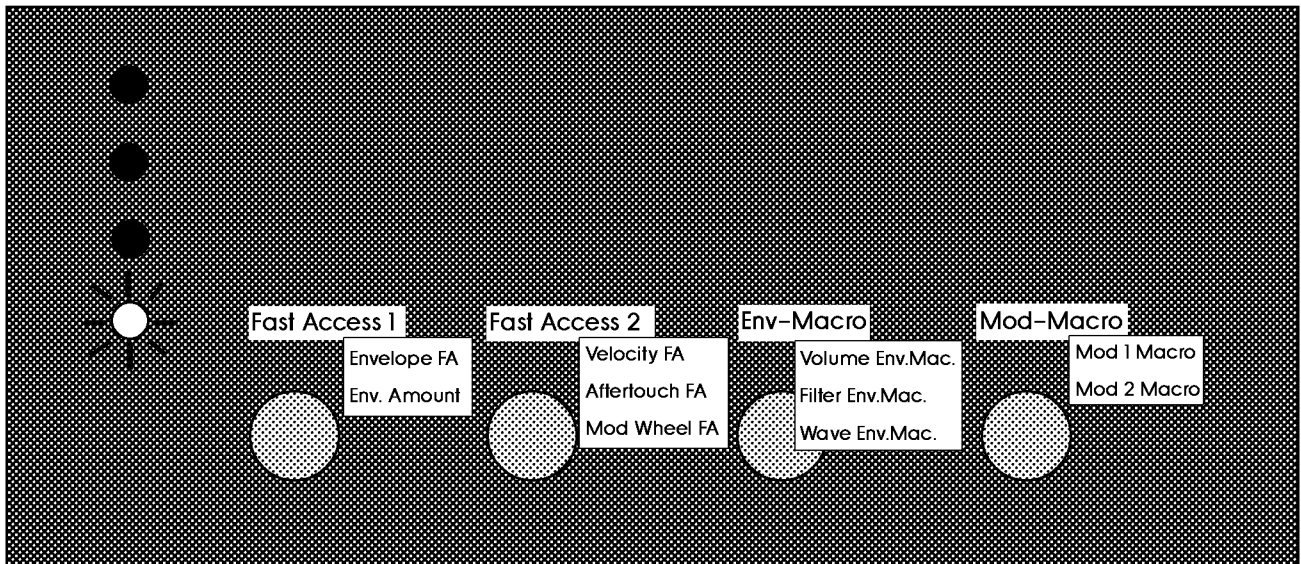 Fast Access 1
Envelope FA
Env. Amount
Fast Access 2
Velocity FA
Aftertouch FA
Mod Wheel FA
Env-Macro
Volume Env.Mac.
Filter Env.Mac.
Wave Env.Mac.
Mod-Macro
Mod 1 Macro
Mod 2 Macro